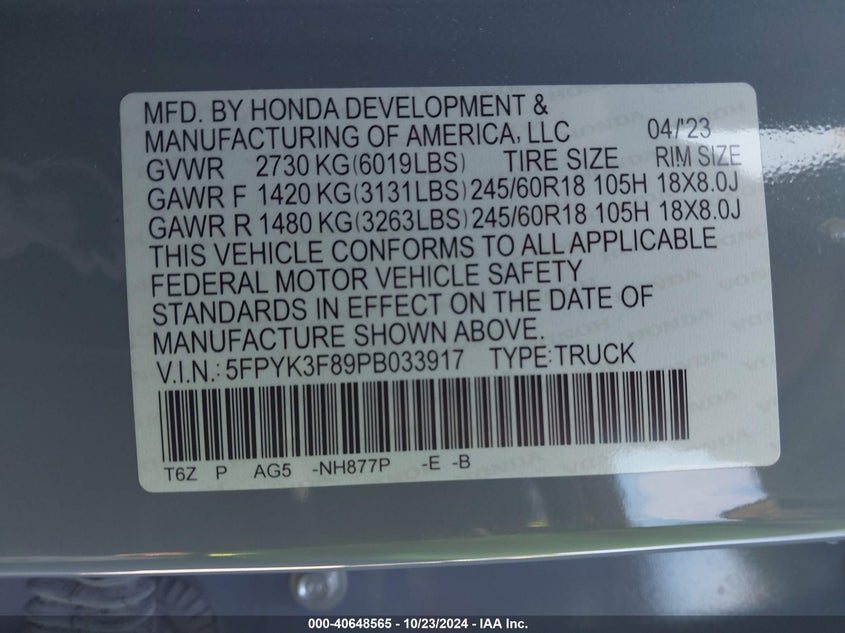 MFD. BY HONDA DEVELOPMENT &
MANUFACTURING OF AMERICA, LLC 04/'23
GVWR 2730 KG(6019LBS) TIRE SIZE RIM SIZE
GAWR F 1420 KG(3131LBS) 245/60R18 105H 18X8.0J
GAWR R 1480 KG(3263LBS) 245/60R18 105H 18X8.0J
THIS VEHICLE CONFORMS TO ALL APPLICABLE
FEDERAL MOTOR VEHICLE SAFETY
STANDARDS IN EFFECT ON THE DATE OF
MANUFACTURE SHOWN ABOVE.
V.I.N.: 5FPYK3F89PB033917 TYPE:TRUCK
T6Z P AG5 -NH877P -E -B
000-40648565 - 10/23/2024 - IAA Inc.